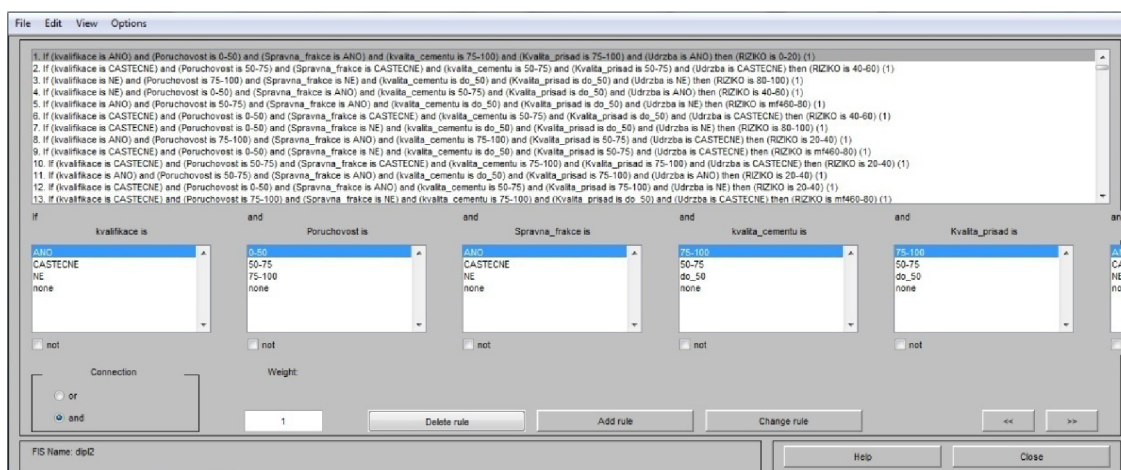 File Edit View Options
1. If (kvalifikace is ANO) and (Poruchovost is 0-50) and (Spravna_frakce is ANO) and (kvalita_cementu is 75-100) and (Kvalita_prisad is 75-100) and (Udrzba is ANO) then (RIZIKO is 0-20) (1)
2. If (kvalifikace is CASTECNE) and (Poruchovost is 50-75) and (Spravna_frakce is CASTECNE) and (kvalita_cementu is 50-75) and (Kvalita_prisad is 50-75) and (Udrzba is CASTECNE) then (RIZIKO is 40-60) (1)
3. If (kvalifikace is NE) and (Poruchovost is 75-100) and (Spravna_frakce is NE) and (kvalita_cementu is do_50) and (Kvalita_prisad is do_50) and (Udrzba is NE) then (RIZIKO is 80-100) (1)
4. If (kvalifikace is NE) and (Poruchovost is 0-50) and (Spravna_frakce is ANO) and (kvalita_cementu is 50-75) and (Kvalita_prisad is do_50) and (Udrzba is ANO) then (RIZIKO is 40-60) (1)
5. If (kvalifikace is ANO) and (Poruchovost is 50-75) and (Spravna_frakce is ANO) and (kvalita_cementu is do_50) and (Kvalita_prisad is do_50) and (Udrzba is ANO) then (RIZIKO is mf460-80) (1)
6. If (kvalifikace is CASTECNE) and (Poruchovost is 0-50) and (Spravna_frakce is CASTECNE) and (kvalita_cementu is 50-75) and (Kvalita_prisad is do_50) and (Udrzba is CASTECNE) then (RIZIKO is 40-60) (1)
7. If (kvalifikace is CASTECNE) and (Poruchovost is 0-50) and (Spravna_frakce is NE) and (kvalita_cementu is do_50) and (Kvalita_prisad is do_50) and (Udrzba is NE) then (RIZIKO is 80-100) (1)
8. If (kvalifikace is ANO) and (Poruchovost is 75-100) and (Spravna_frakce is ANO) and (kvalita_cementu is 75-100) and (Kvalita_prisad is 50-75) and (Udrzba is CASTECNE) then (RIZIKO is 20-40) (1)
9. If (kvalifikace is CASTECNE) and (Poruchovost is 0-50) and (Spravna_frakce is CASTECNE) and (kvalita_cementu is do_50) and (Kvalita_prisad is 50-75) and (Udrzba is CASTECNE) then (RIZIKO is mf460-80) (1)
10. If (kvalifikace is CASTECNE) and (Poruchovost is 50-75) and (Spravna_frakce is CASTECNE) and (kvalita_cementu is 75-100) and (Kvalita_prisad is 75-100) and (Udrzba is CASTECNE) then (RIZIKO is 20-40) (1)
11. If (kvalifikace is ANO) and (Poruchovost is 50-75) and (Spravna_frakce is ANO) and (kvalita_cementu is do_50) and (Kvalita_prisad is 75-100) and (Udrzba is ANO) then (RIZIKO is 20-40) (1)
12. If (kvalifikace is CASTECNE) and (Poruchovost is 0-50) and (Spravna_frakce is ANO) and (kvalita_cementu is 50-75) and (Kvalita_prisad is 75-100) and (Udrzba is NE) then (RIZIKO is 20-40) (1)
13. If (kvalifikace is CASTECNE) and (Poruchovost is 75-100) and (Spravna_frakce is NE) and (kvalita_cementu is 75-100) and (Kvalita_prisad is do_50) and (Udrzba is CASTECNE) then (RIZIKO is mf460-80) (1)
If and and and and an
kvalifikace is Poruchovost is Spravna_frakce is kvalita_cementu is Kvalita_prisad is
ANO 0-50 ANO 75-100 75-100
CASTECNE 50-75 CASTECNE 50-75 50-75 CA
NE 75-100 NE do_50 do_50 NE
none none none none none
not not not not not
Connection Weight:
or
and 1 Delete rule Add rule Change rule << >>
FIS Name: dipl2 Help Close